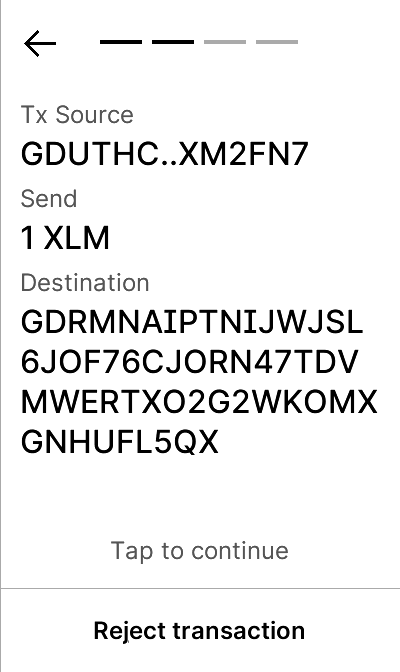 Tx Source
GDUTHC..XM2FN7
Send
1 XLM
Destination
GDRMNAIPTNIJWJSL
6JOF76CJORN47TDV
MWERTXO2G2WKOMX
GNHUFL5QX
Tap to continue
Reject transaction